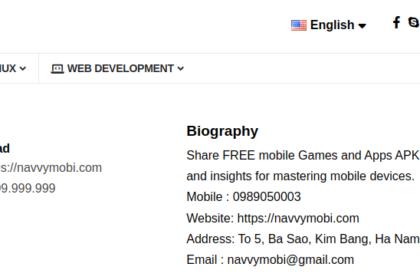 English
UX
WEB DEVELOPMENT
ad
s://navvymobi.com
9.999.999
Biography
Share FREE mobile Games and Apps APK
and insights for mastering mobile devices.
Mobile : 0989050003
Website: https://navvymobi.com
Address: To 5, Ba Sao, Kim Bang, Ha Nam
Email : navvymobi@gmail.com